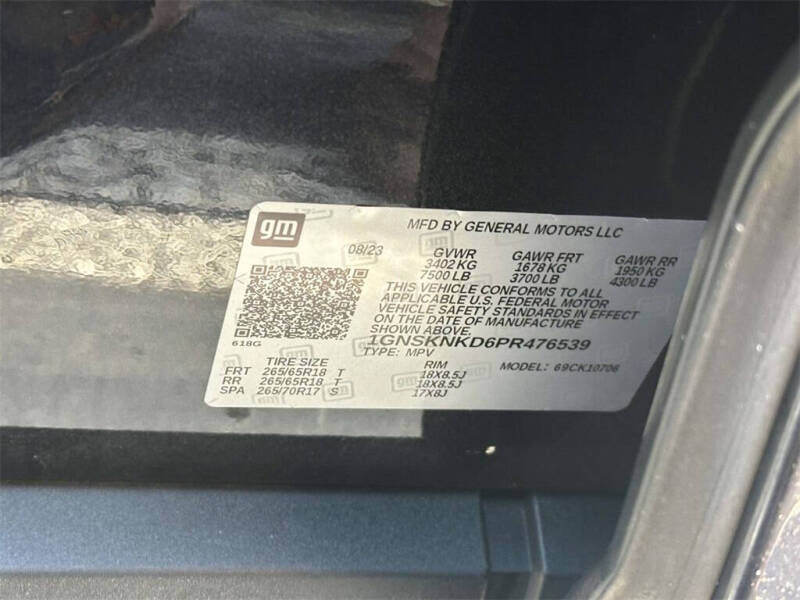 gm
MFD BY GENERAL MOTORS LLC
08/23 GVWR GAWR FRT GAWR RR
3402 KG 1678 KG 1950 KG
7500 LB 3700 LB 4300 LB
THIS VEHICLE CONFORMS TO ALL
APPLICABLE U.S. FEDERAL MOTOR
VEHICLE SAFETY STANDARDS IN EFFECT
ON THE DATE OF MANUFACTURE
SHOWN ABOVE.
618G
1GNSKNKD6PR476539
TYPE: MPV
TIRE SIZE RIM MODEL: 69CK10706
FRT 265/65R18 T 18X8.5J
RR 265/65R18 T 18X8.5J
SPA 265/70R17 S 17X8J